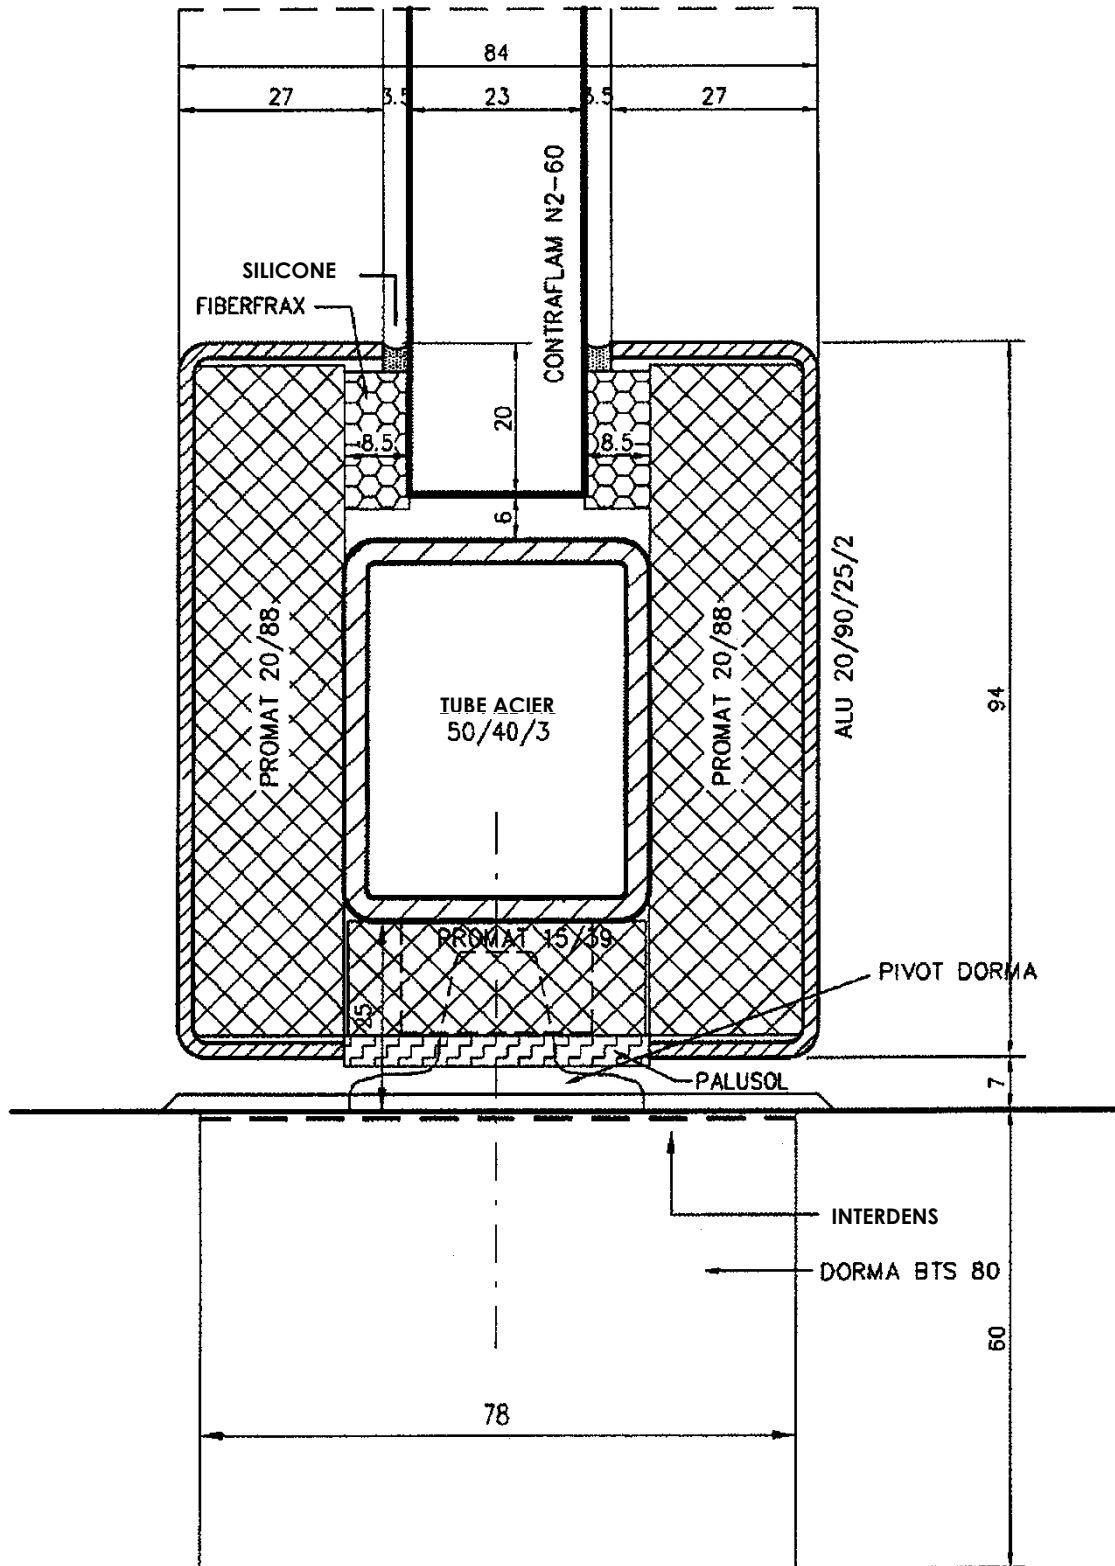 84
27
3.5
23
3.5
27
CONTRAFLAM N2-60
SILICONE
FIBERFRAX
20
8.5
8.5
6
PROMAT 20/88
PROMAT 20/88
ALU 20/90/25/2
94
TUBE ACIER
50/40/3
PROMAT 15/39
PIVOT DORMA
25
PALUSOL
7
INTERDENS
DORMA BTS 80
60
78